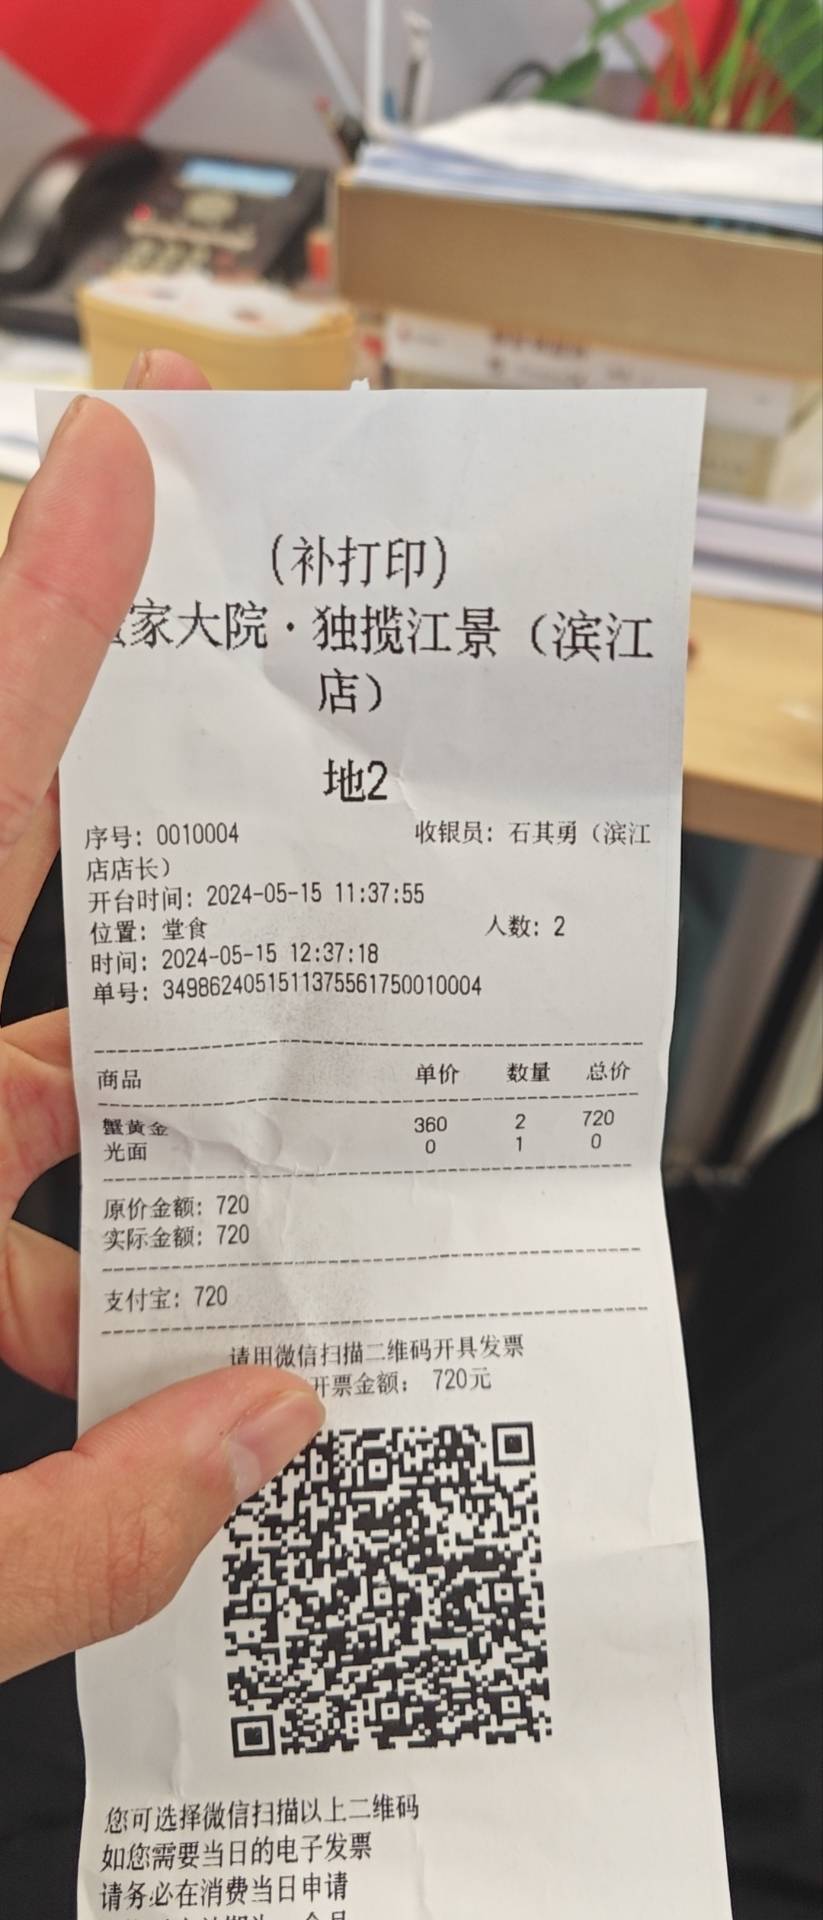 (补打印)
家大院·独揽江景（滨江
店）
地2
序号: 0010004 收银员: 石其勇（滨江
店店长）
开台时间: 2024-05-15 11:37:55
位置: 堂食 人数: 2
时间: 2024-05-15 12:37:18
单号: 3498624051511375561750010004
商品 单价 数量 总价
蟹黄金 360 2 720
光面 0 1 0
原价金额: 720
实际金额: 720
支付宝: 720
请用微信扫描二维码开具发票
开票金额: 720元
您可选择微信扫描以上二维码
如您需要当日的电子发票
请务必在消费当日申请